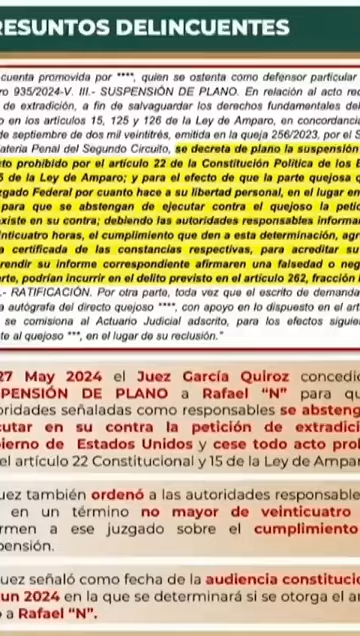 RESUNTOS DELINCUENTES
cuenta promovida por ****, quien se ostenta como defensor particular
ro 935/2024-V. III.- SUSPENSIÓN DE PLANO. En relación al acto rec
de extradición, a fin de salvaguardar los derechos fundamentales del
o en los artículos 15, 125 y 126 de la Ley de Amparo, en concordancia
de septiembre de dos mil veintitrés, emitida en la queja 256/2023, por el S
ateria Penal del Segundo Circuito, se decreta de plano la suspensión
to prohibido por el artículo 22 de la Constitución Política de los E
5 de la Ley de Amparo; y para el efecto de que la parte quejosa q
zgado Federal por cuanto hace a su libertad personal, en el lugar en
para que se abstengan de ejecutar contra el quejoso la petic
xiste en su contra; debiendo las autoridades responsables informa
inticuatro horas, el cumplimiento que den a esta determinación, agr
a certificada de las constancias respectivas, para acreditar su
rendir su informe correspondiente afirmaren una falsedad o neg
rte, podrían incurrir en el delito previsto en el artículo 262, fracción I
.- RATIFICACIÓN. Por otra parte, toda vez que el escrito de demanda
a autógrafa del directo quejoso ****, con apoyo en lo dispuesto en el art
se comisiona al Actuario Judicial adscrito, para los efectos siguien
te al quejoso ***, en el lugar de su reclusión."
27 May 2024 el Juez García Quiroz concedió
SPENSIÓN DE PLANO a Rafael “N” para qu
oridades señaladas como responsables se absteng
cutar en su contra la petición de extradici
bierno de Estados Unidos y cese todo acto prol
el artículo 22 Constitucional y 15 de la Ley de Ampar
uez también ordenó a las autoridades responsable
en un término no mayor de veinticuatro
rmen a ese juzgado sobre el cumplimiento
pensión.
uez señaló como fecha de la audiencia constitucio
un 2024 en la que se determinará si se otorga el a
o a Rafael “N”.